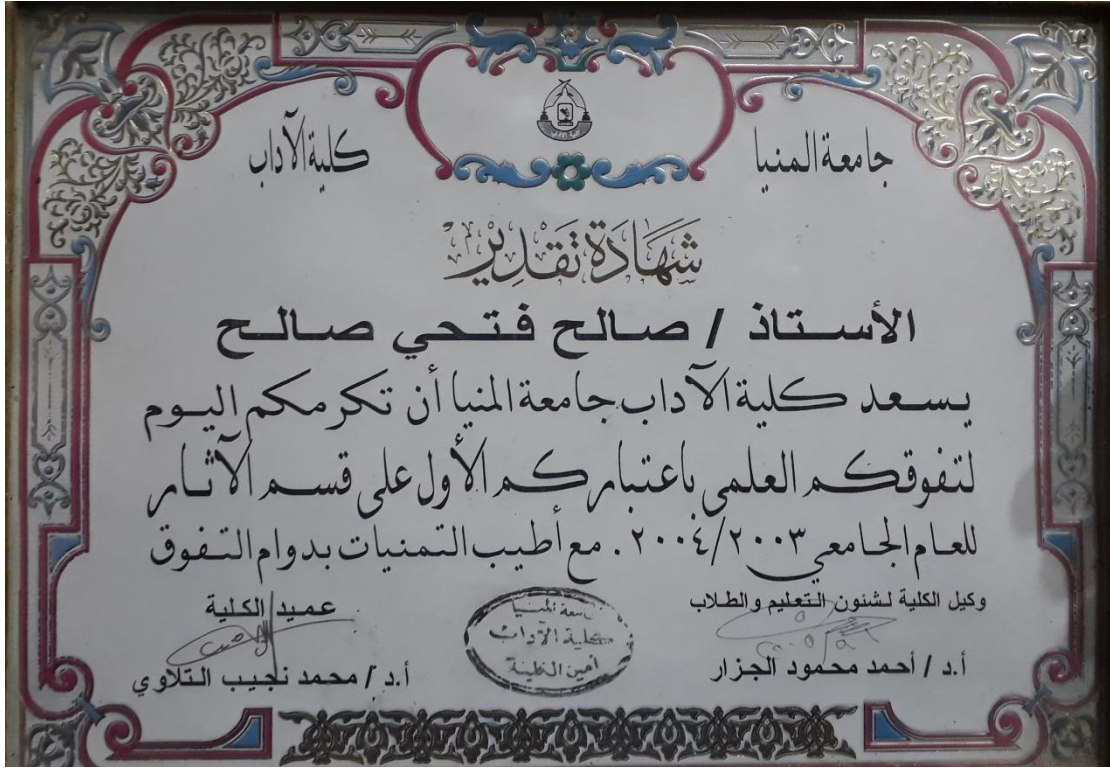 جامعة المنيا
كلية الآداب
شهادة تقدير
الأستاذ / صالح فتحي صالح
يسعد كلية الآداب جامعة المنيا أن تكرمكم اليوم
لتفوقكم العلمى باعتباركم الأول على قسم الآثار
للعام الجامعى ٢٠٠٤/٢٠٠٣ . مع أطيب التمنيات بدوام التفوق
وكيل الكلية لشئون التعليم والطلاب
عميد الكلية
جامعة المنيا
كلية الآداب
أمين الكلية
أ.د / أحمد محمود الجزار
أ.د / محمد نجيب التلاوي